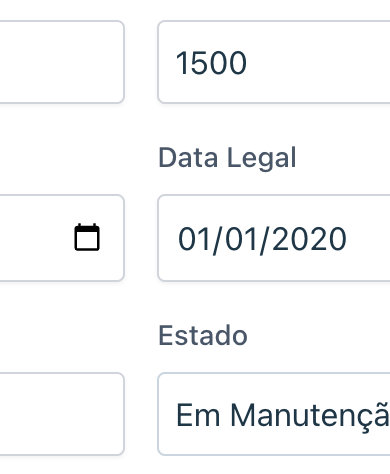 1500
Data Legal
01/01/2020
Estado
Em Manutençã